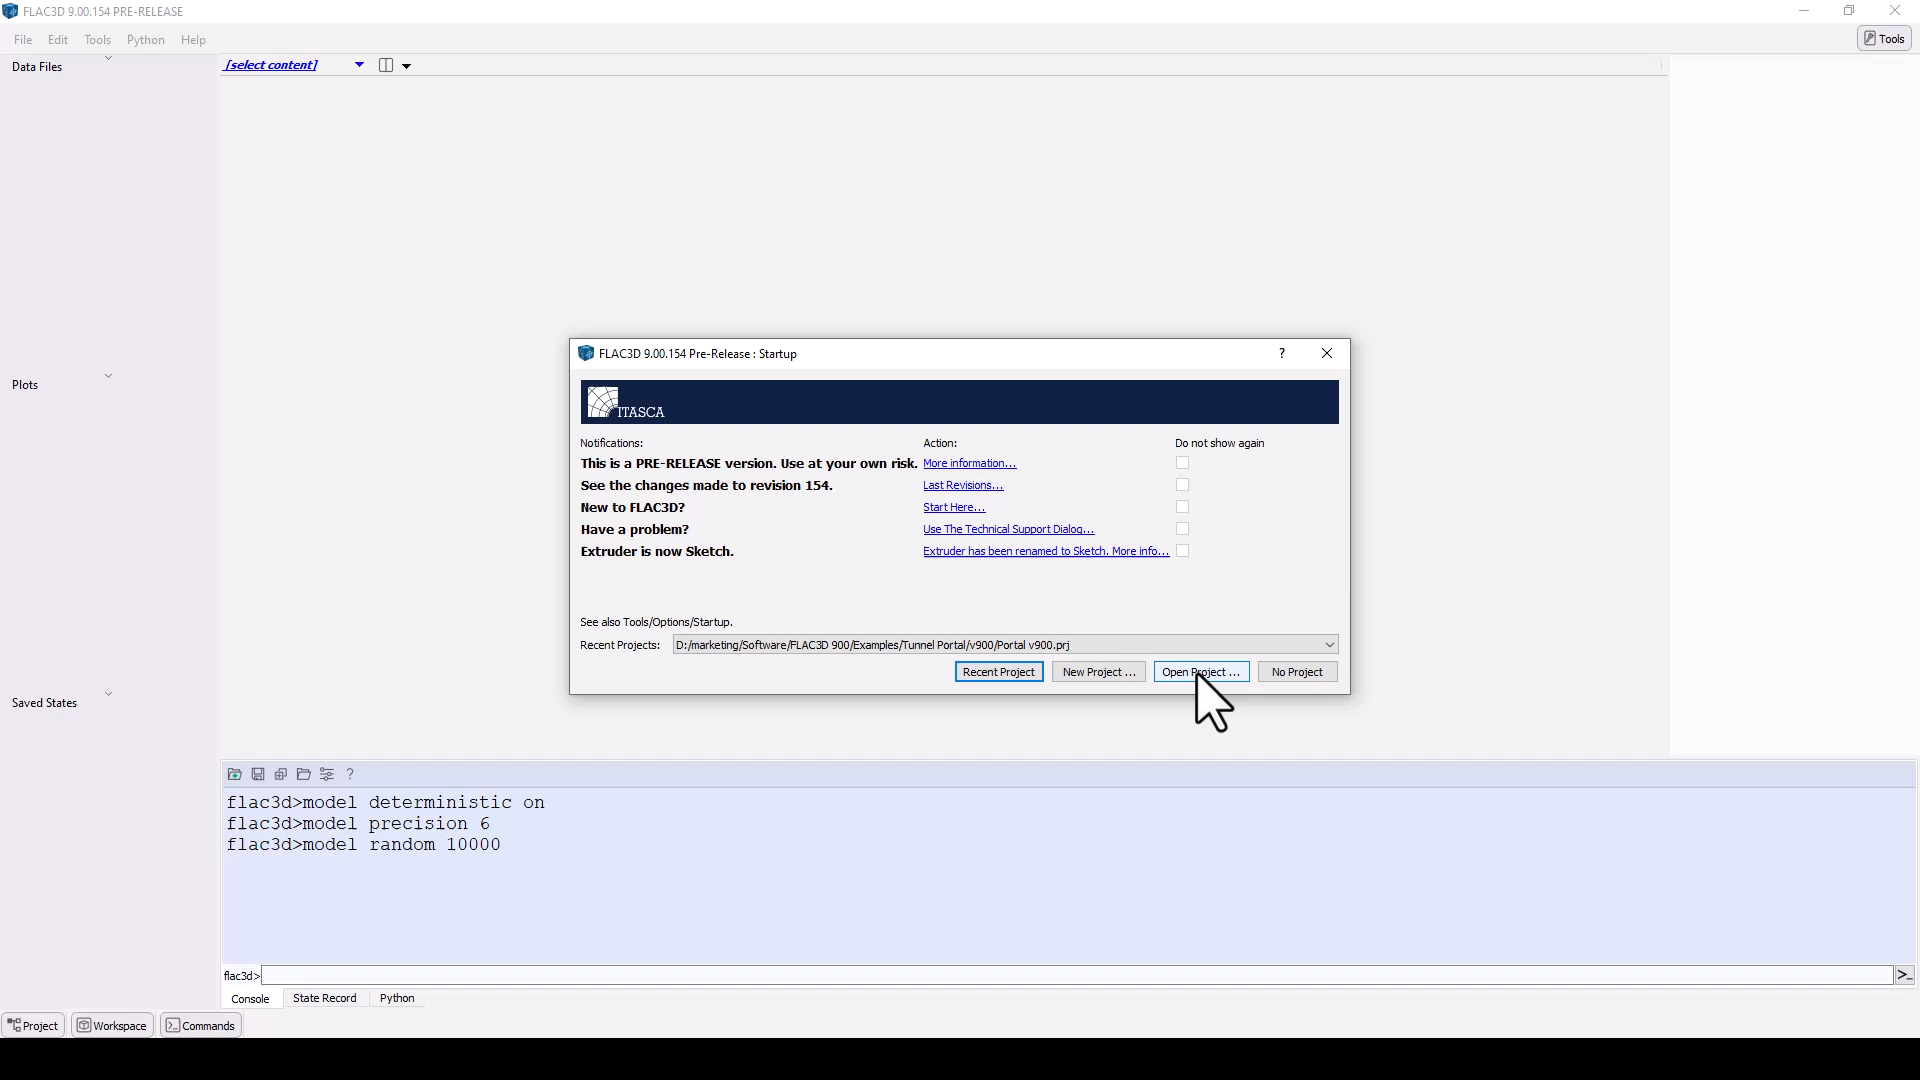 FLAC3D 9.00.154 PRE-RELEASE
File Edit Tools Python Help
Tools
Data Files
[select content]
FLAC3D 9.00.154 Pre-Release : Startup
?
ITASCA
Notifications: Action: Do not show again
This is a PRE-RELEASE version. Use at your own risk. More information...
See the changes made to revision 154. Last Revisions...
New to FLAC3D? Start Here...
Have a problem? Use The Technical Support Dialog...
Extruder is now Sketch. Extruder has been renamed to Sketch. More info...
See also Tools/Options/Startup.
Recent Projects: D:/marketing/Software/FLAC3D 900/Examples/Tunnel Portal/v900/Portal v900.prj
Recent Project New Project ... Open Project ... No Project
Plots
Saved States
?
flac3d>model deterministic on
flac3d>model precision 6
flac3d>model random 10000
flac3d>
Console State Record Python
Project Workspace Commands